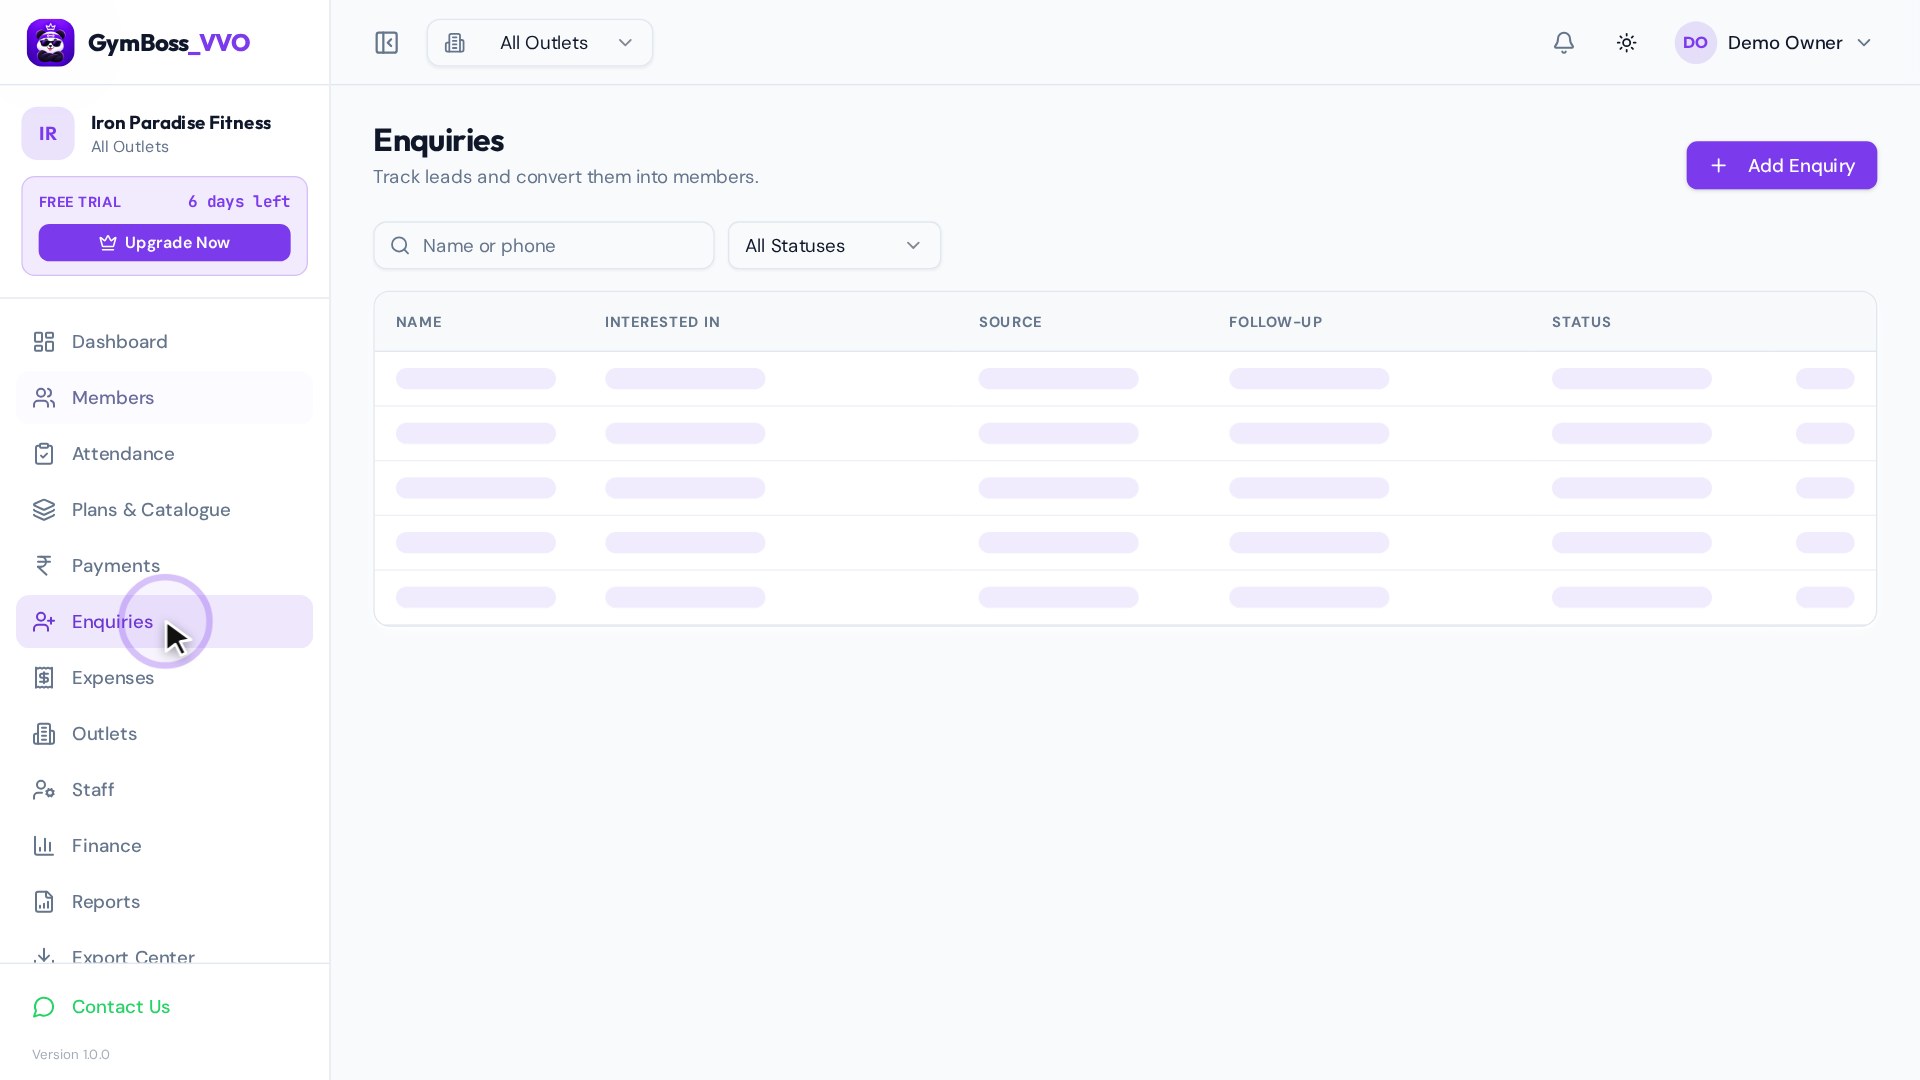 GymBoss_VVO
All Outlets
DO
Demo Owner
IR
Iron Paradise Fitness
All Outlets
FREE TRIAL
6 days left
Upgrade Now
Dashboard
Members
Attendance
Plans & Catalogue
Payments
Enquiries
Expenses
Outlets
Staff
Finance
Reports
Export Center
Contact Us
Version 1.0.0
Enquiries
Track leads and convert them into members.
Add Enquiry
Name or phone
All Statuses
NAME
INTERESTED IN
SOURCE
FOLLOW-UP
STATUS